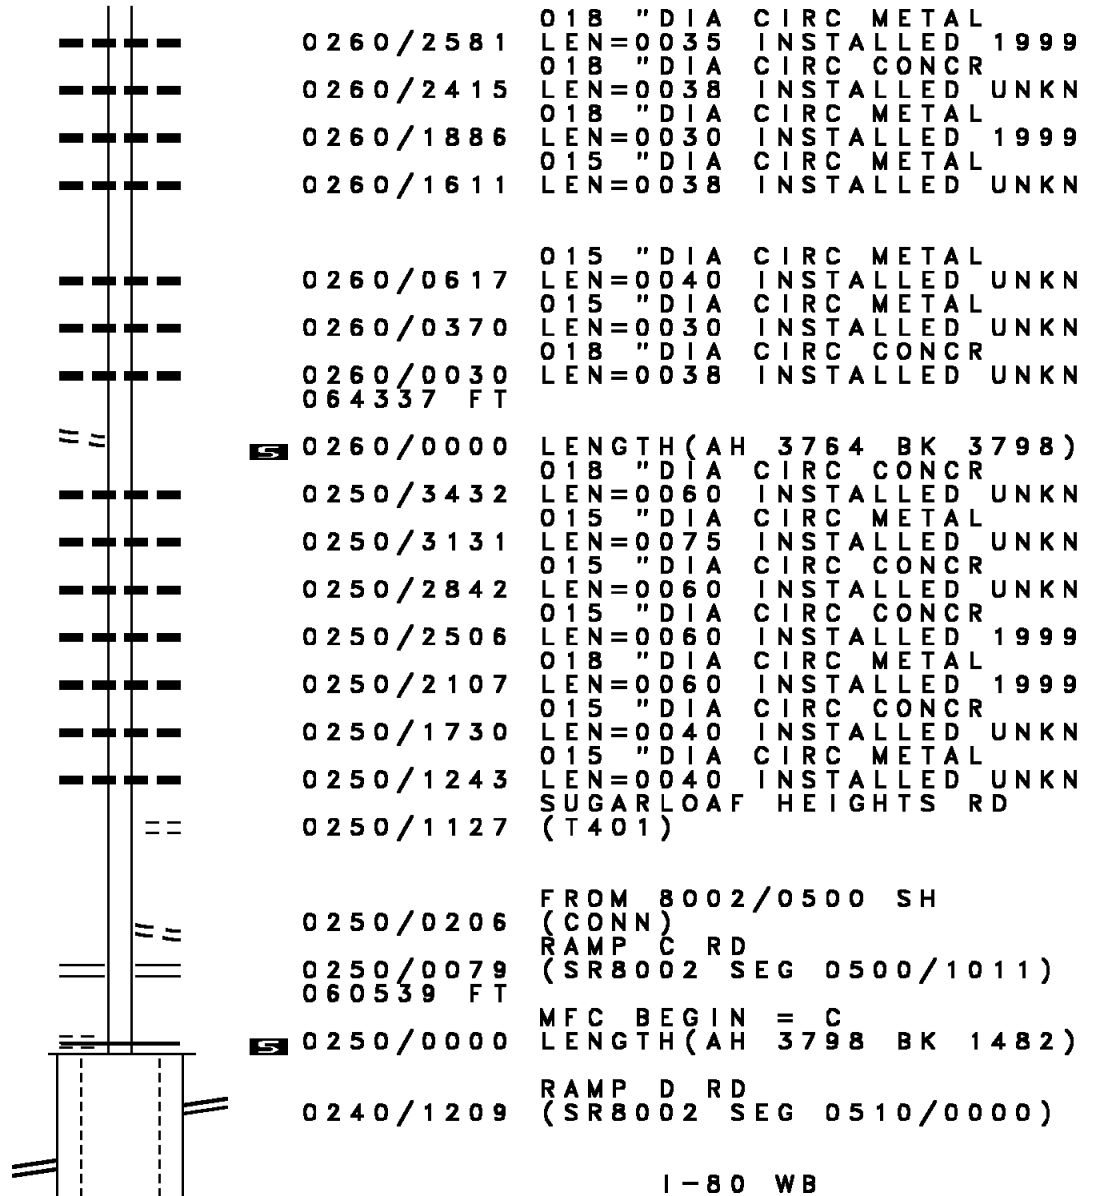 018 "DIA CIRC METAL
0260/2581 LEN=0035 INSTALLED 1999
018 "DIA CIRC CONCR
0260/2415 LEN=0038 INSTALLED UNKN
018 "DIA CIRC METAL
0260/1886 LEN=0030 INSTALLED 1999
015 "DIA CIRC METAL
0260/1611 LEN=0038 INSTALLED UNKN
015 "DIA CIRC METAL
0260/0617 LEN=0040 INSTALLED UNKN
015 "DIA CIRC METAL
0260/0370 LEN=0030 INSTALLED UNKN
018 "DIA CIRC CONCR
0260/0030 LEN=0038 INSTALLED UNKN
064337 FT
S 0260/0000 LENGTH(AH 3764 BK 3798)
018 "DIA CIRC CONCR
0250/3432 LEN=0060 INSTALLED UNKN
015 "DIA CIRC METAL
0250/3131 LEN=0075 INSTALLED UNKN
015 "DIA CIRC CONCR
0250/2842 LEN=0060 INSTALLED UNKN
015 "DIA CIRC CONCR
0250/2506 LEN=0060 INSTALLED 1999
018 "DIA CIRC METAL
0250/2107 LEN=0060 INSTALLED 1999
015 "DIA CIRC CONCR
0250/1730 LEN=0040 INSTALLED UNKN
015 "DIA CIRC METAL
0250/1243 LEN=0040 INSTALLED UNKN
SUGARLOAF HEIGHTS RD
0250/1127 (T401)
FROM 8002/0500 SH
0250/0206 (CONN)
RAMP C RD
0250/0079 (SR8002 SEG 0500/1011)
060539 FT
MFC BEGIN = C
S 0250/0000 LENGTH(AH 3798 BK 1482)
RAMP D RD
0240/1209 (SR8002 SEG 0510/0000)
I-80 WB